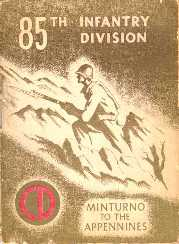 85TH INFANTRY
DIVISION
CD
MINTURNO
TO THE
APPENNINES